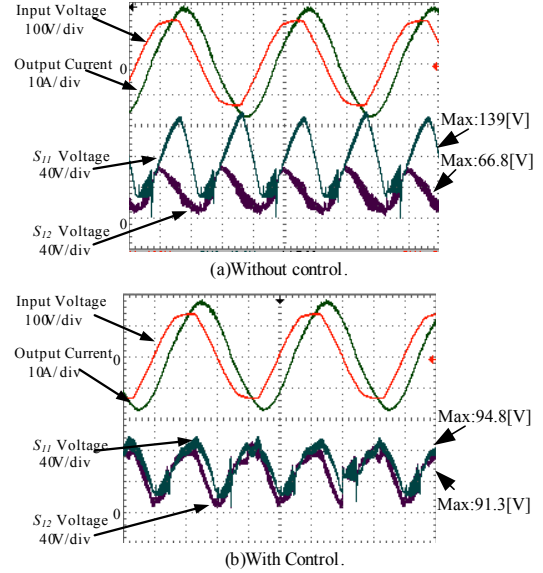 Input Voltage
100V/div
0
Output Current
10A/div
Max:139[V]
S11 Voltage
40V/div
Max:66.8[V]
S12 Voltage
40V/div
0
(a)Without control.
Input Voltage
100V/div
Output Current
10A/div
0
Max:94.8[V]
S11 Voltage
40V/div
Max:91.3[V]
S12 Voltage
40V/div
0
(b)With Control.